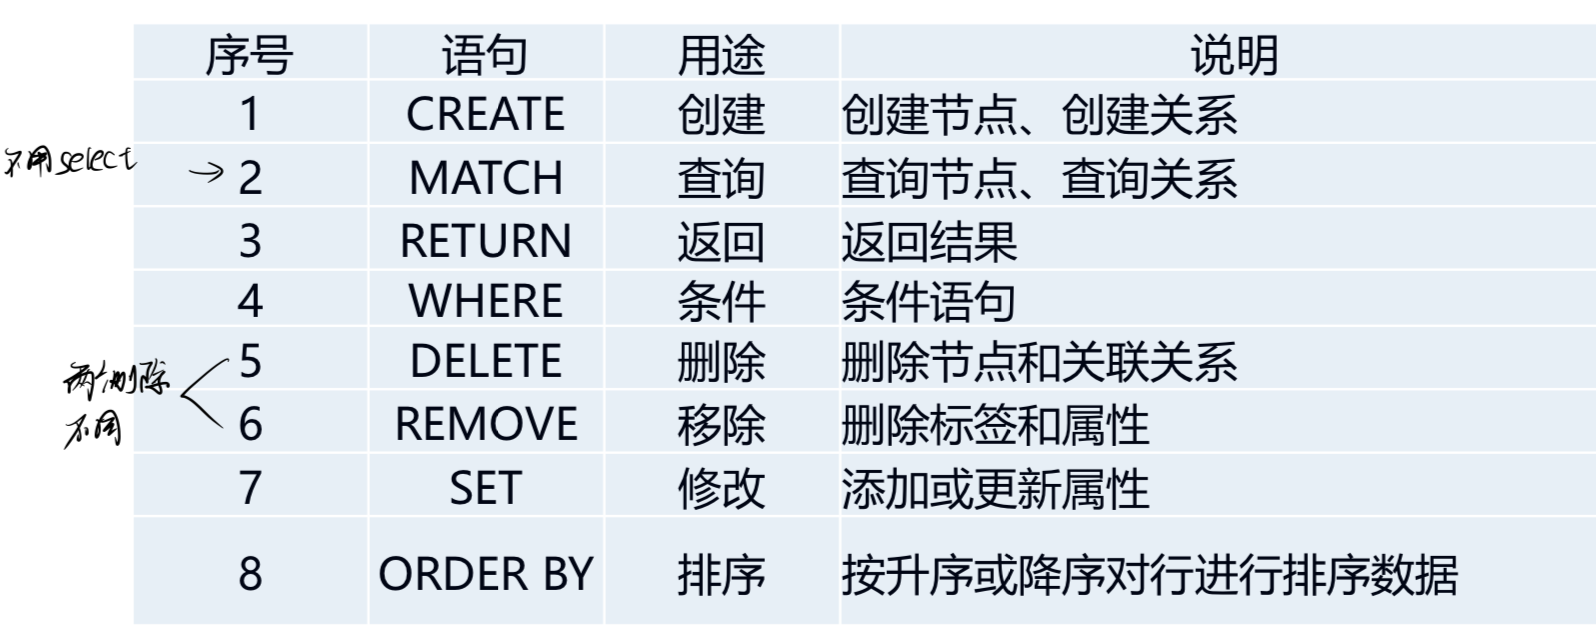 序号 语句 用途 说明
1 CREATE 创建 创建节点、创建关系
不用select → 2 MATCH 查询 查询节点、查询关系
3 RETURN 返回 返回结果
4 WHERE 条件 条件语句
5 DELETE 删除 删除节点和关联关系
两个删除
不同
6 REMOVE 移除 删除标签和属性
7 SET 修改 添加或更新属性
8 ORDER BY 排序 按升序或降序对行进行排序数据